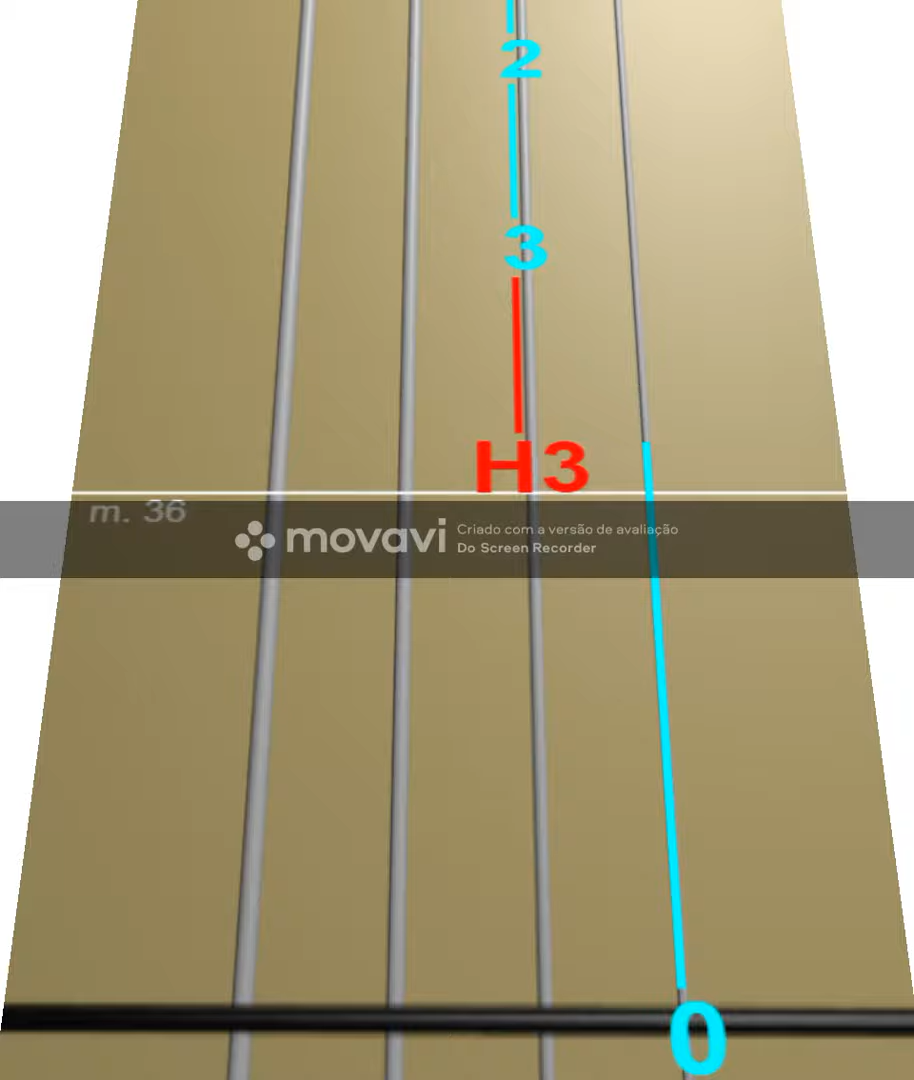 2
3
H3
m. 36
movavi
Criado com a versão de avaliação
Do Screen Recorder
0